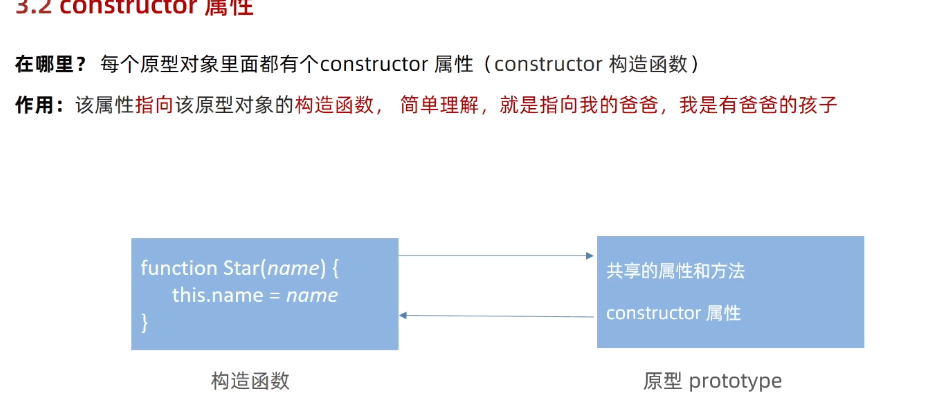 3.2 constructor 属性
在哪里？ 每个原型对象里面都有个constructor 属性（constructor 构造函数）
作用：该属性指向该原型对象的构造函数， 简单理解，就是指向我的爸爸，我是有爸爸的孩子
function Star(name) {
this.name = name
}
共享的属性和方法
constructor 属性
构造函数
原型 prototype